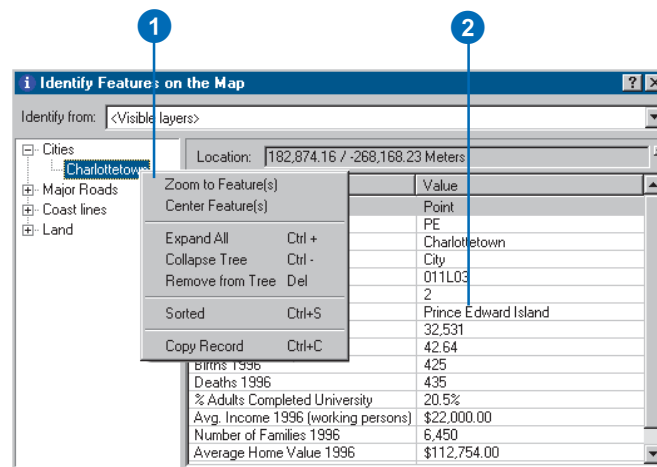 1
2
Identify Features on the Map
Identify from: <Visible layers>
Cities
Charlottetown
Major Roads
Coast lines
Land
Location: 182,874.16 / -268,168.23 Meters
Zoom to Feature(s)
Center Feature(s)
Expand All Ctrl +
Collapse Tree Ctrl -
Remove from Tree Del
Sorted Ctrl+S
Copy Record Ctrl+C
Value
Point
PE
Charlottetown
City
011L03
2
Prince Edward Island
32,531
42.64
Births 1996 425
Deaths 1996 435
% Adults Completed University 20.5%
Avg. Income 1996 (working persons) $22,000.00
Number of Families 1996 6,450
Average Home Value 1996 $112,754.00